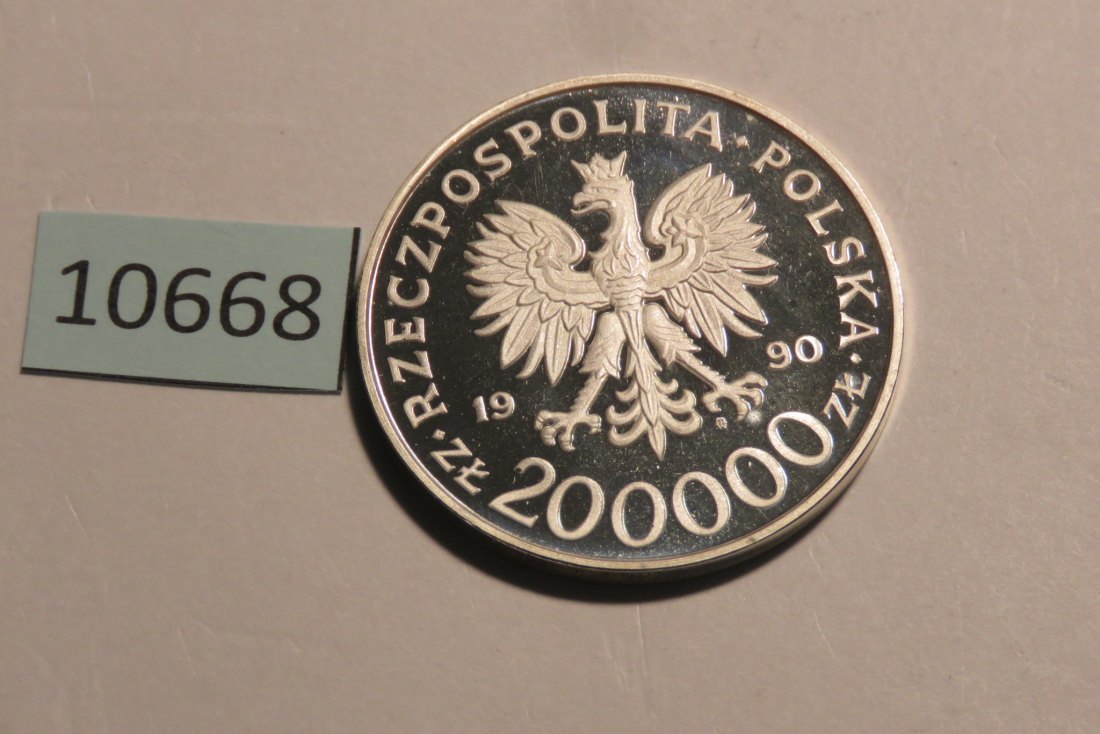 10668
ZŁ · RZECZPOSPOLITA · POLSKA · ZŁ
19 90
200000